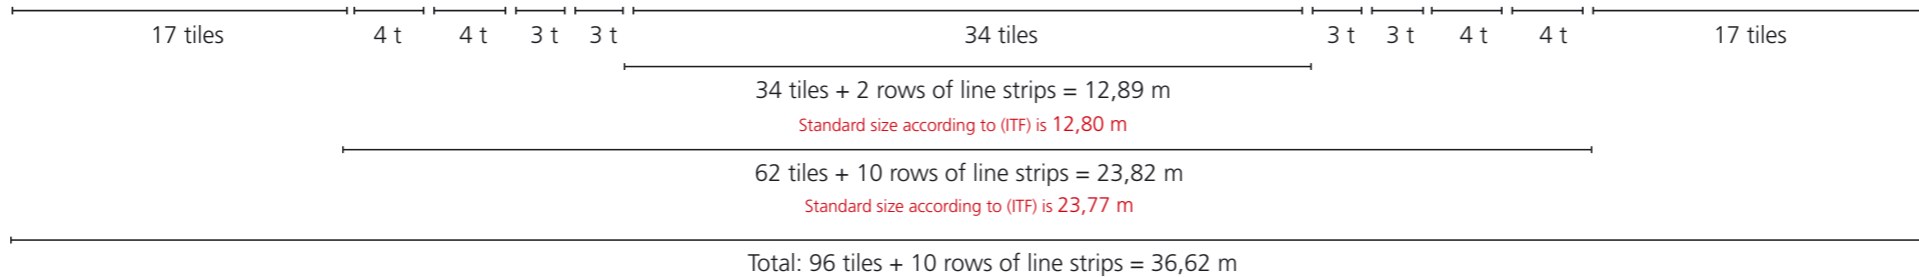 17 tiles 4 t 4 t 3 t 3 t 34 tiles 3 t 3 t 4 t 4 t 17 tiles
34 tiles + 2 rows of line strips = 12,89 m
Standard size according to (ITF) is 12,80 m
62 tiles + 10 rows of line strips = 23,82 m
Standard size according to (ITF) is 23,77 m
Total: 96 tiles + 10 rows of line strips = 36,62 m